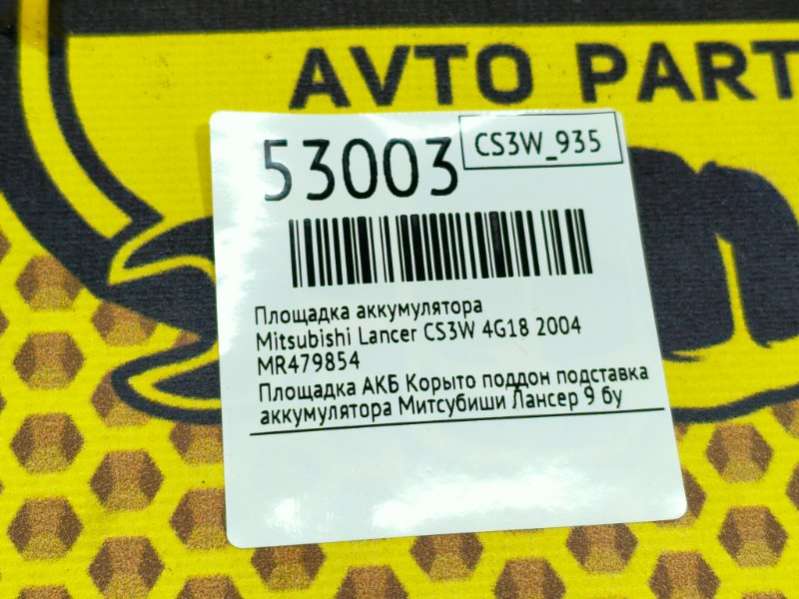 AVTO PART
53003
CS3W_935
Площадка аккумулятора
Mitsubishi Lancer CS3W 4G18 2004
MR479854
Площадка АКБ Корыто поддон подставка
аккумулятора Митсубиши Лансер 9 бу